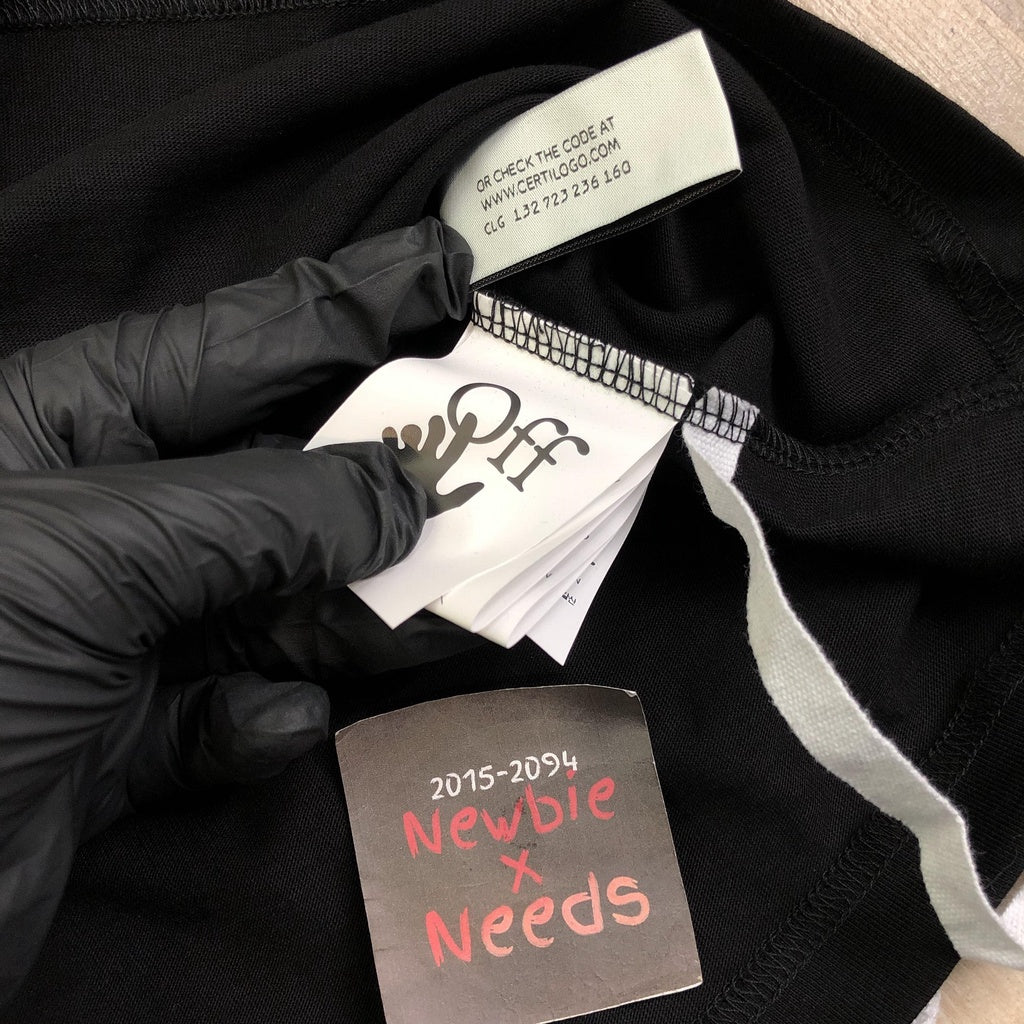 OR CHECK THE CODE AT
WWW.CERTILOGO.COM
CLG 132 723 236 160
Off
2015-2094
Newbie
x
Needs